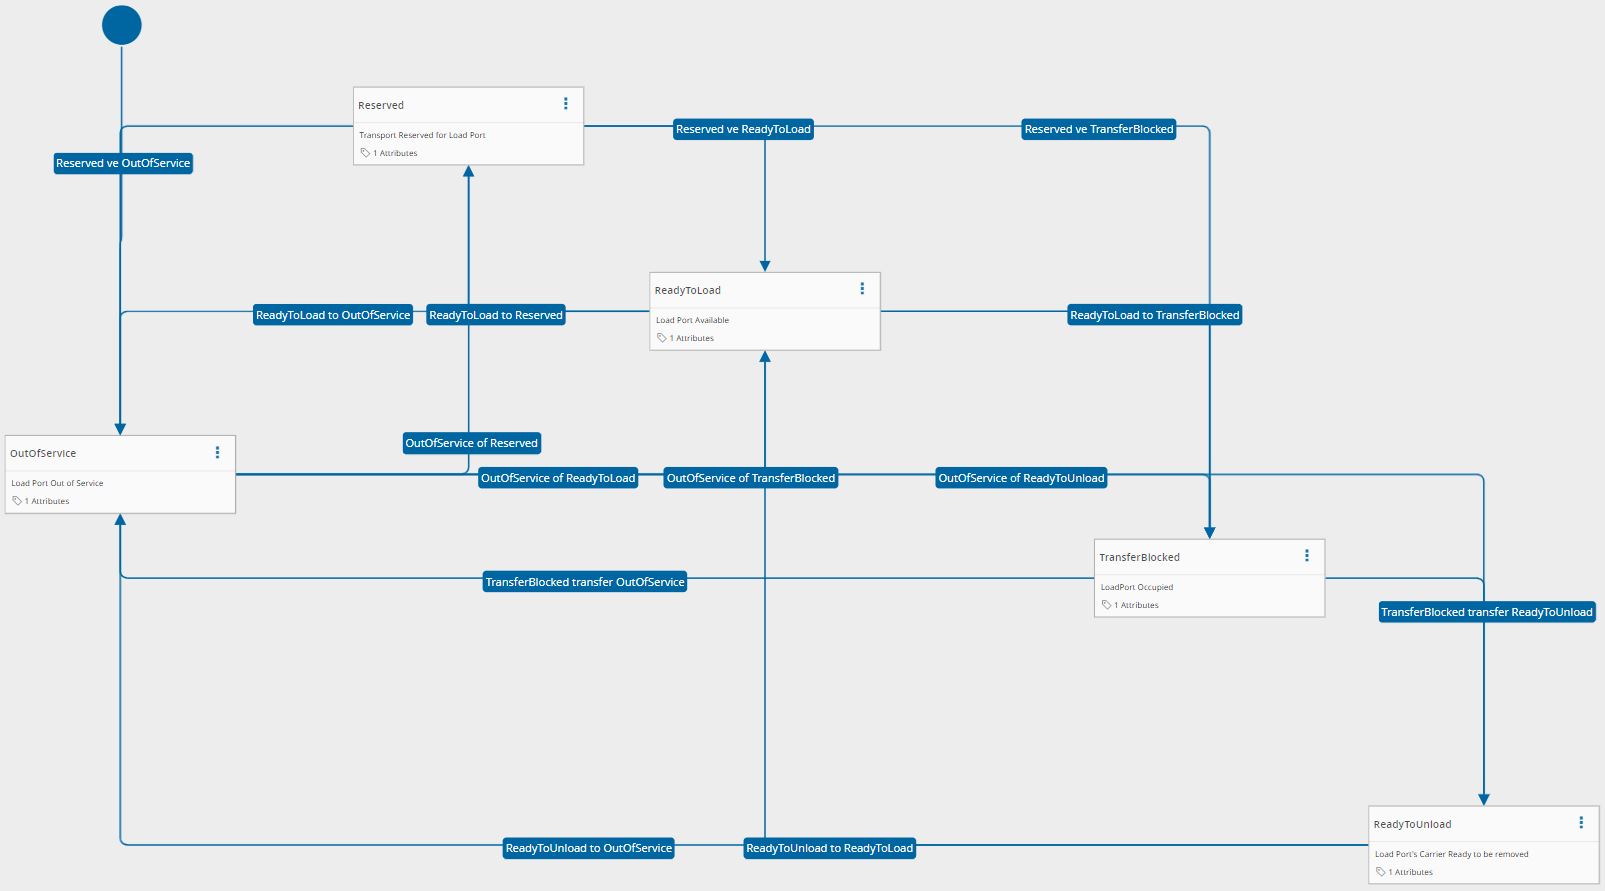 Reserved
Transport Reserved for Load Port
1 Attributes
Reserved ve ReadyToLoad
Reserved ve TransferBlocked
Reserved ve OutOfService
ReadyToLoad
Load Port Available
1 Attributes
ReadyToLoad to OutOfService
ReadyToLoad to Reserved
ReadyToLoad to TransferBlocked
OutOfService
Load Port Out of Service
1 Attributes
OutOfService of Reserved
OutOfService of ReadyToLoad
OutOfService of TransferBlocked
OutOfService of ReadyToUnload
TransferBlocked
LoadPort Occupied
1 Attributes
TransferBlocked transfer OutOfService
TransferBlocked transfer ReadyToUnload
ReadyToUnload
Load Port's Carrier Ready to be removed
1 Attributes
ReadyToUnload to OutOfService
ReadyToUnload to ReadyToLoad